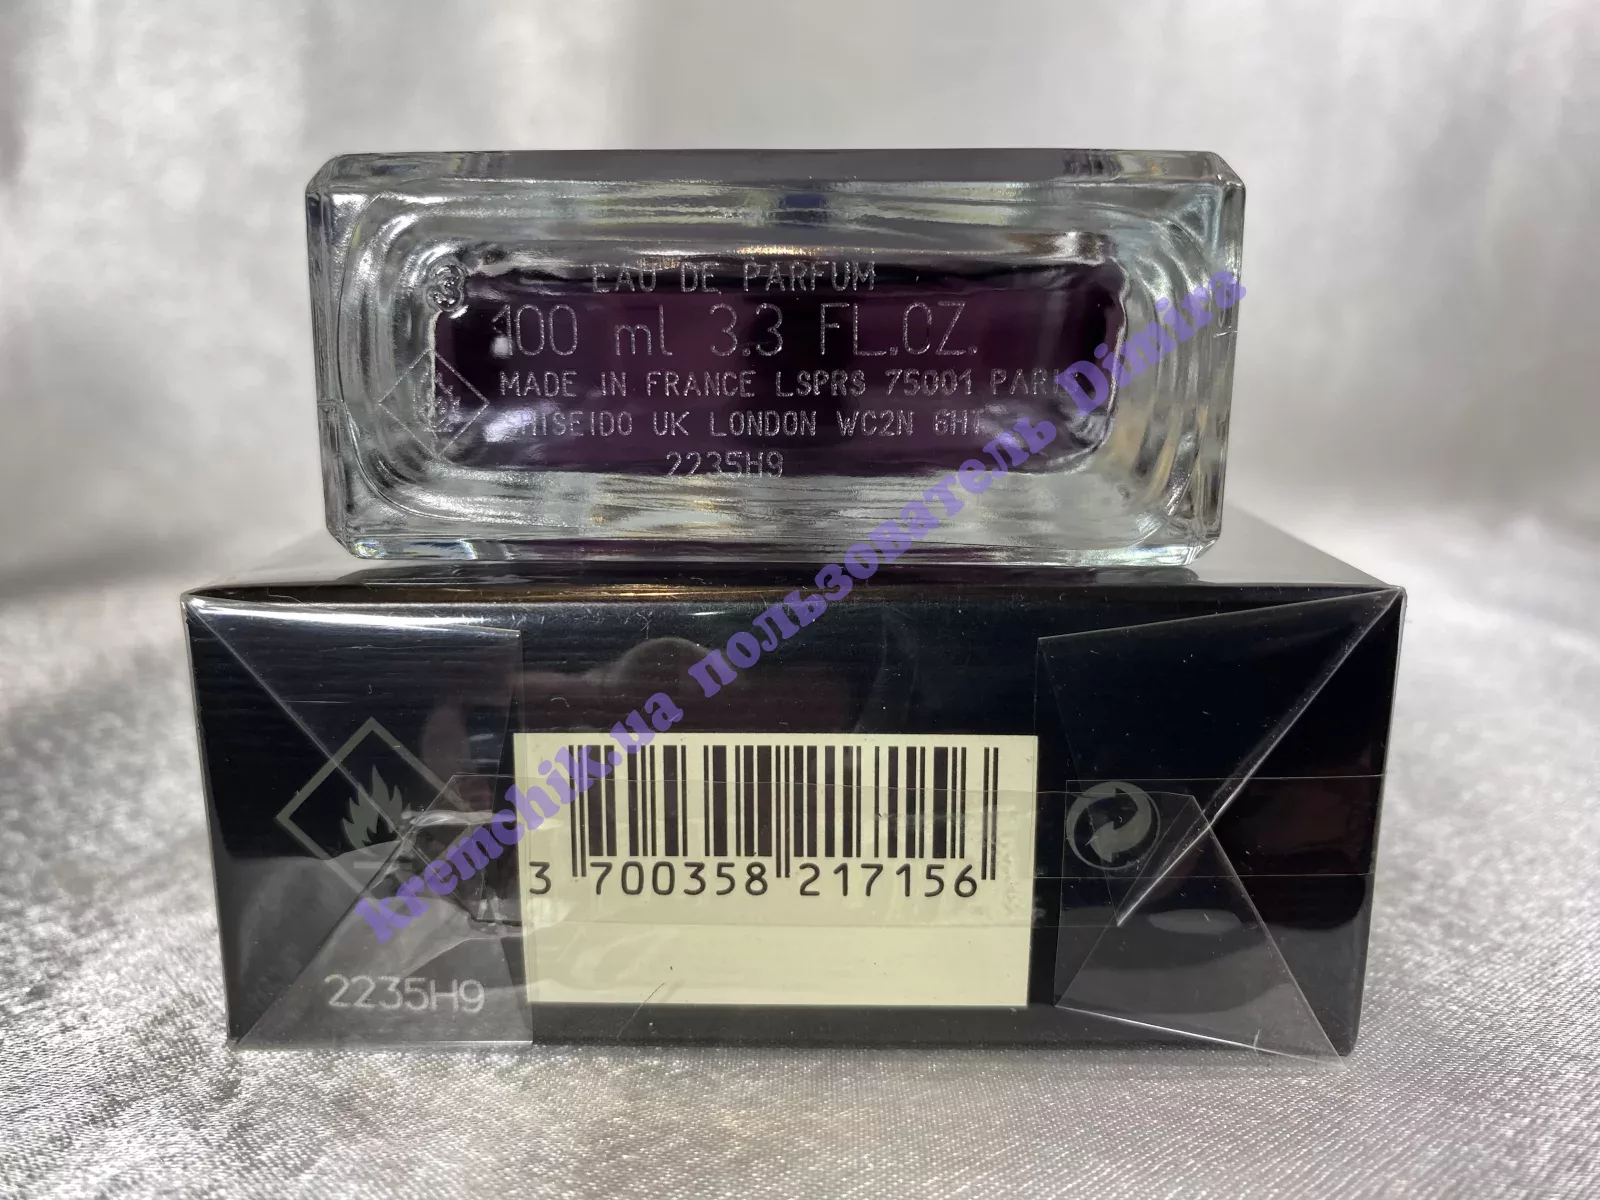 3
EAU DE PARFUM
100 ml 3.3 FL.OZ.
MADE IN FRANCE LSPRS 75001 PARIS
SHISEIDO UK LONDON WC2N 6HT
2235H9
3 700358 217156
2235H9
kremchik.ua пользователь Dimira